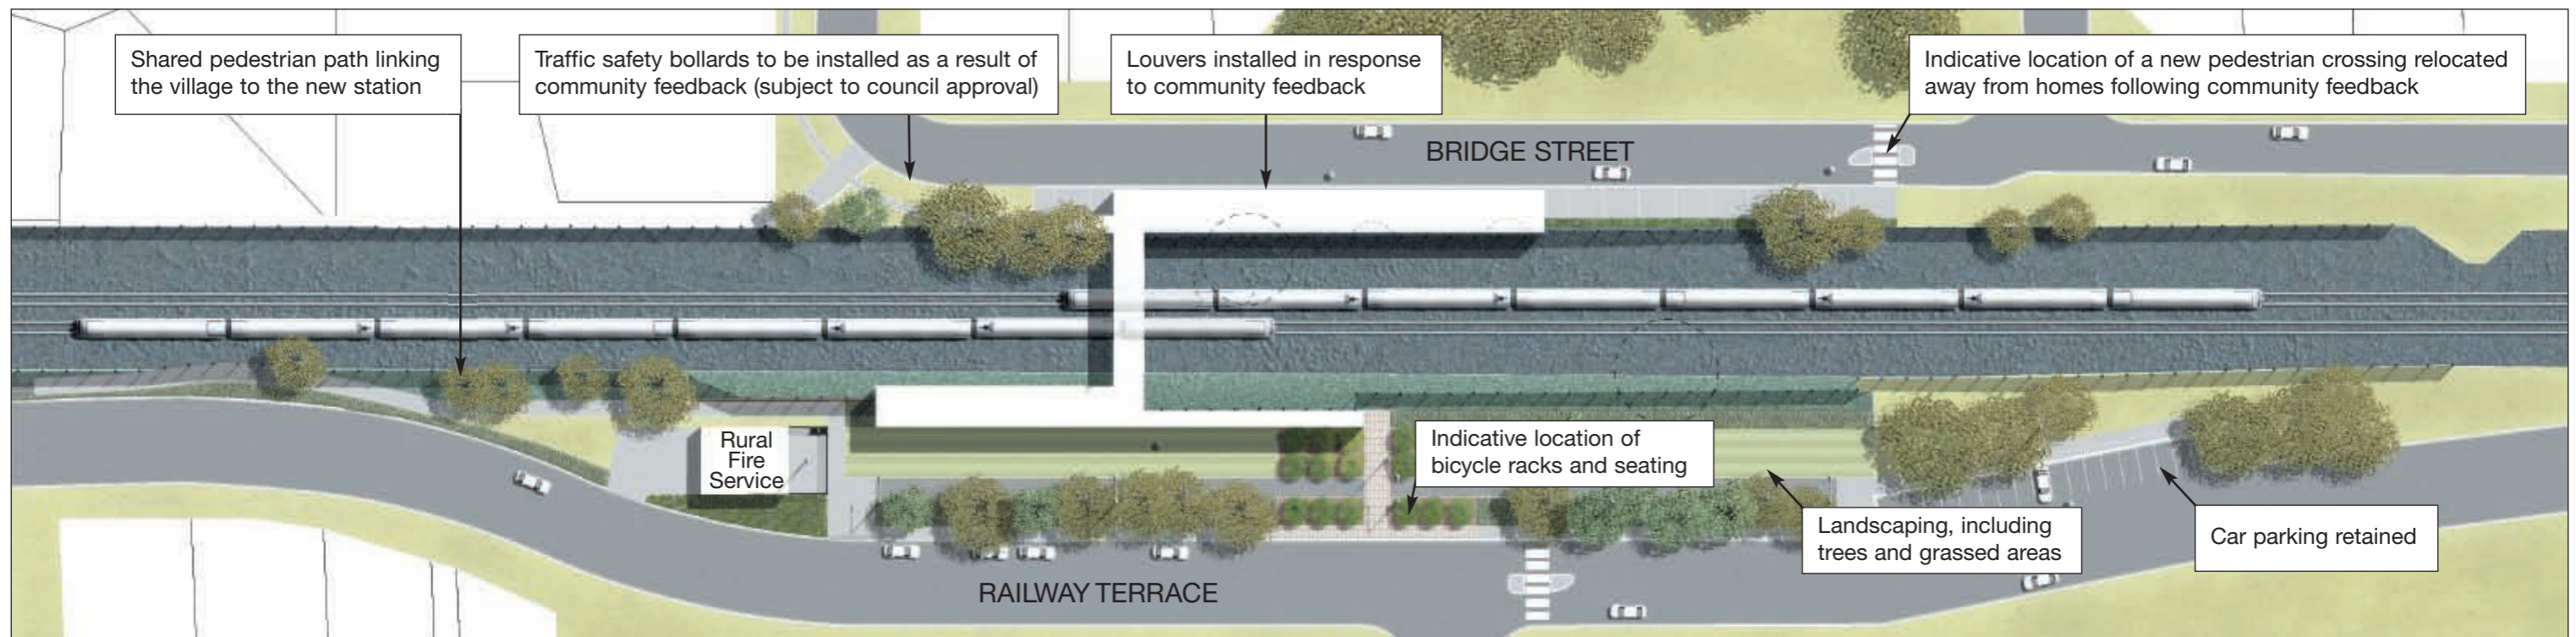 Shared pedestrian path linking
the village to the new station
Traffic safety bollards to be installed as a result of
community feedback (subject to council approval)
Louvers installed in response
to community feedback
Indicative location of a new pedestrian crossing relocated
away from homes following community feedback
BRIDGE STREET
Rural
Fire
Service
Indicative location of
bicycle racks and seating
Landscaping, including
trees and grassed areas
Car parking retained
RAILWAY TERRACE